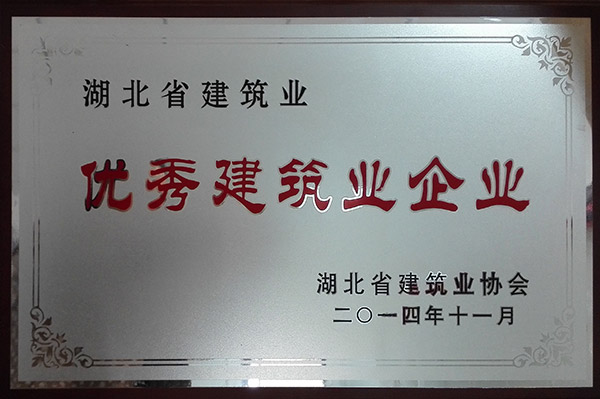 湖北省建筑业
优秀建筑业企业
湖北省建筑业协会
二〇一四年十一月